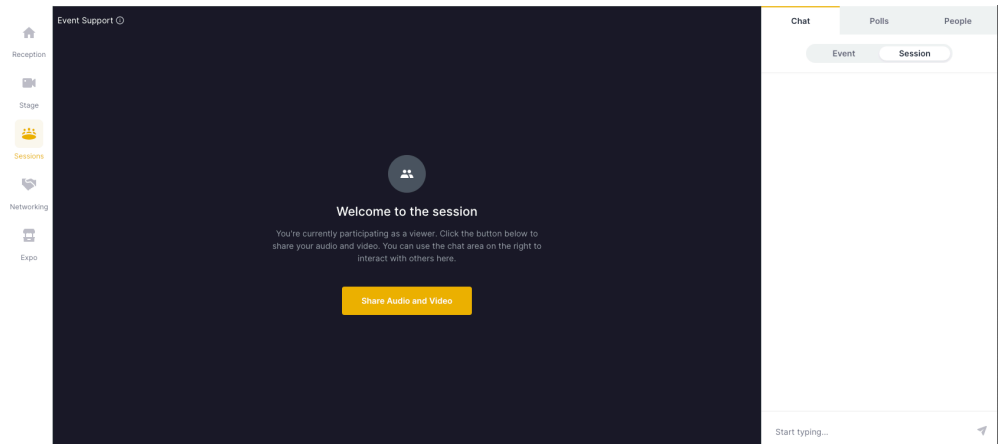 Reception
Stage
Sessions
Networking
Expo
Event Support
Welcome to the session
You're currently participating as a viewer. Click the button below to
share your audio and video. You can use the chat area on the right to
interact with others here.
Share Audio and Video
Chat Polls People
Event Session
Start typing...